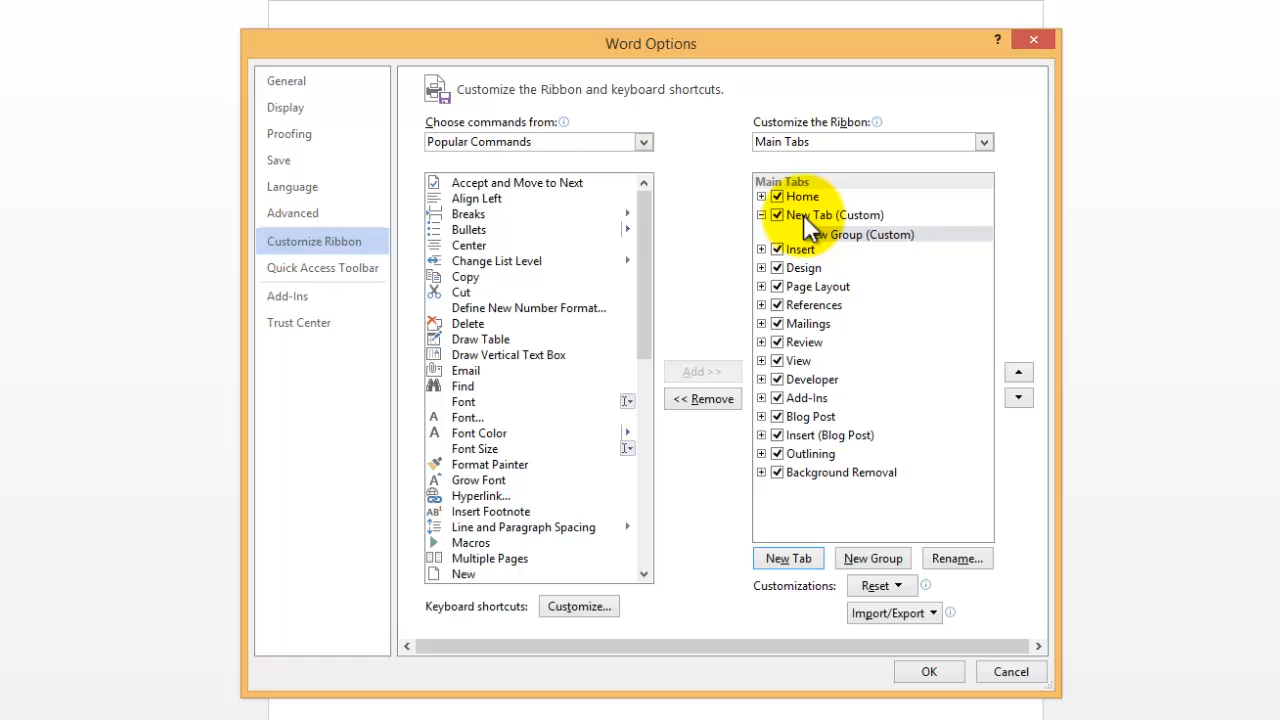 Word Options
?
General
Display
Proofing
Save
Language
Advanced
Customize Ribbon
Quick Access Toolbar
Add-Ins
Trust Center
Customize the Ribbon and keyboard shortcuts.
Choose commands from:
Popular Commands
Accept and Move to Next
Align Left
Breaks
Bullets
Center
Change List Level
Copy
Cut
Define New Number Format...
Delete
Draw Table
Draw Vertical Text Box
Email
Find
Font
Font...
Font Color
Font Size
Format Painter
Grow Font
Hyperlink...
Insert Footnote
Line and Paragraph Spacing
Macros
Multiple Pages
New
Keyboard shortcuts: Customize...
Add >>
<< Remove
Customize the Ribbon:
Main Tabs
Main Tabs
Home
New Tab (Custom)
Group (Custom)
Insert
Design
Page Layout
References
Mailings
Review
View
Developer
Add-Ins
Blog Post
Insert (Blog Post)
Outlining
Background Removal
New Tab New Group Rename...
Customizations: Reset
Import/Export
OK Cancel